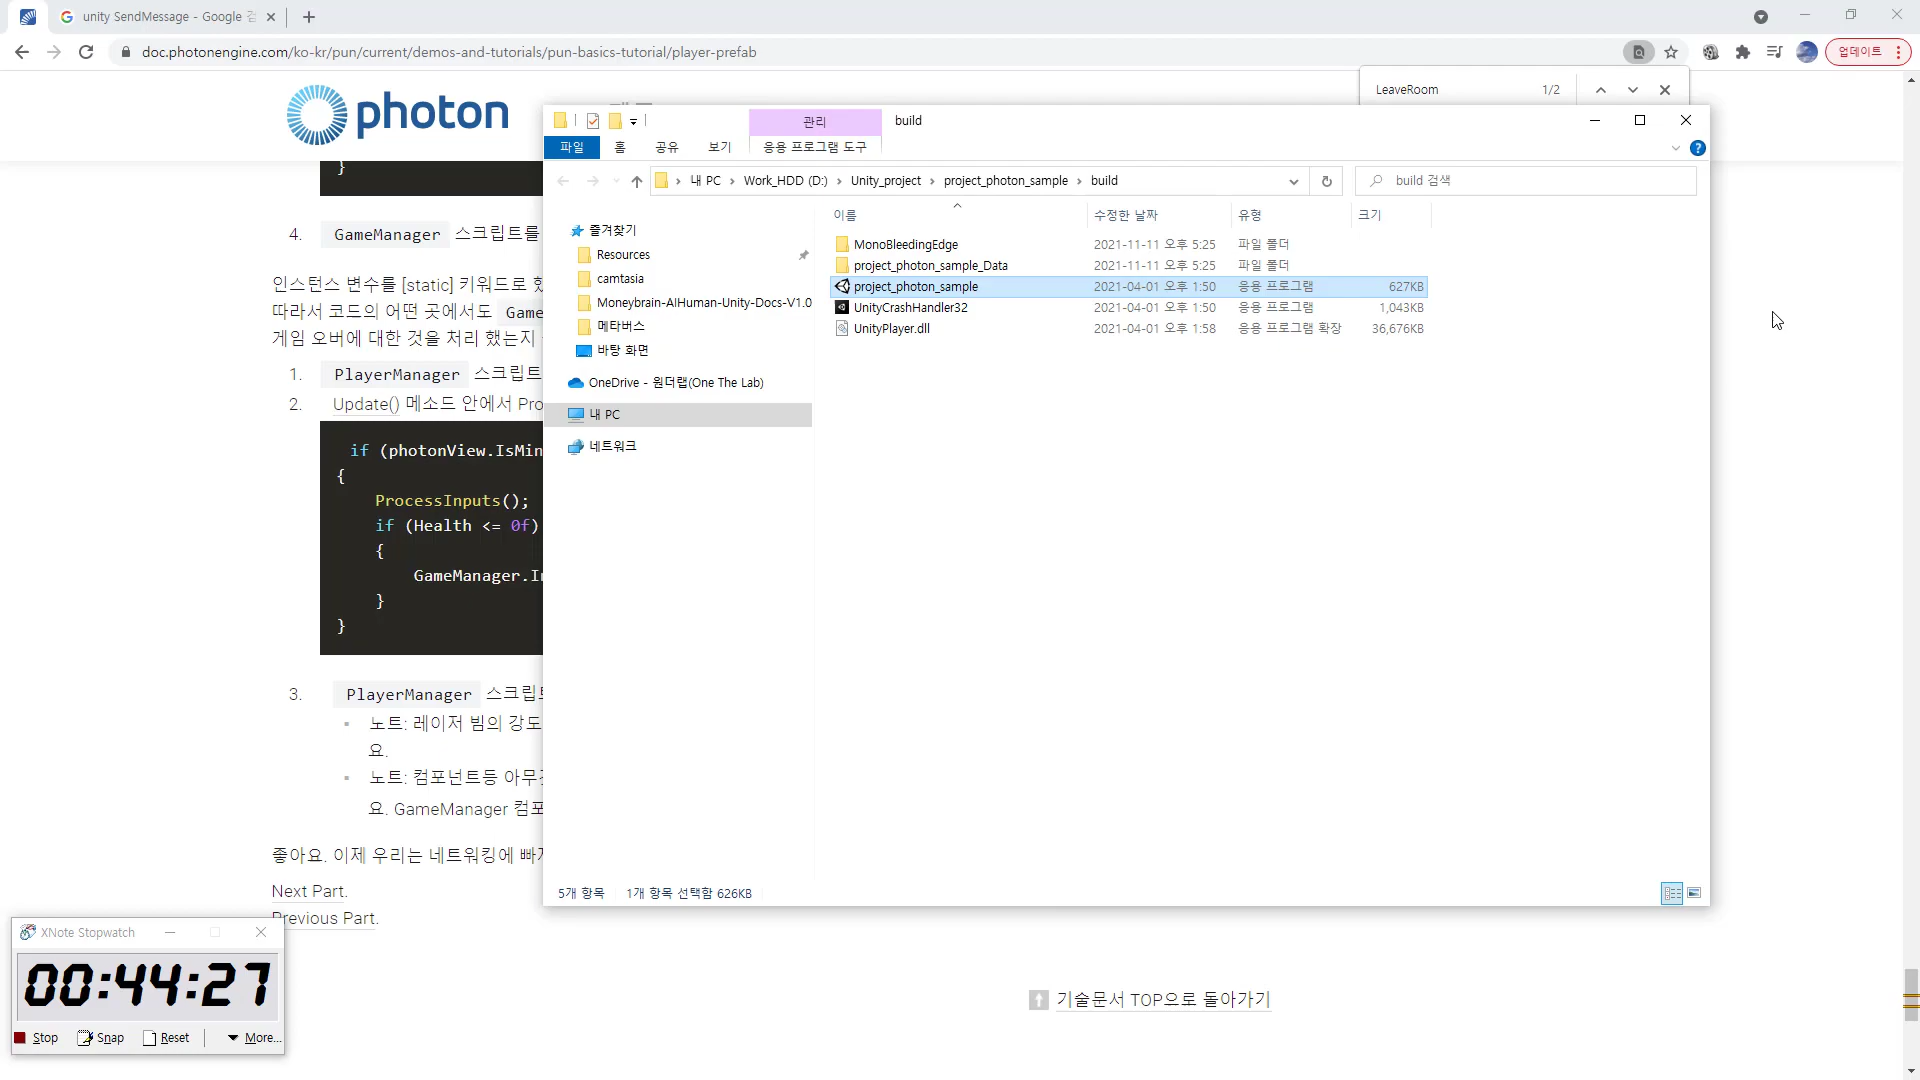 unity SendMessage - Google 검
doc.photonengine.com/ko-kr/pun/current/demos-and-tutorials/pun-basics-tutorial/player-prefab
업데이트
LeaveRoom 1/2
photon
}
4. GameManager 스크립트를
인스턴스 변수를 [static] 키워드로 했
따라서 코드의 어떤 곳에서도 Game
게임 오버에 대한 것을 처리 했는지
1. PlayerManager 스크립트
2. Update() 메소드 안에서 Pro
if (photonView.IsMin
{
ProcessInputs();
if (Health <= 0f)
{
GameManager.In
}
}
3. PlayerManager 스크립트
노트: 레이저 빔의 강도
요.
노트: 컴포넌트등 아무
요. GameManager 컴포
좋아요. 이제 우리는 네트워킹에 빠져
Next Part.
Previous Part.
기술문서 TOP으로 돌아가기
관리 build
파일 홈 공유 보기 응용 프로그램 도구
내 PC Work_HDD (D:) Unity_project project_photon_sample build
build 검색
즐겨찾기
Resources
camtasia
Moneybrain-AIHuman-Unity-Docs-V1.0
메타버스
바탕 화면
OneDrive - 원더랩(One The Lab)
내 PC
네트워크
이름 수정한 날짜 유형 크기
MonoBleedingEdge 2021-11-11 오후 5:25 파일 폴더
project_photon_sample_Data 2021-11-11 오후 5:25 파일 폴더
project_photon_sample 2021-04-01 오후 1:50 응용 프로그램 627KB
UnityCrashHandler32 2021-04-01 오후 1:50 응용 프로그램 1,043KB
UnityPlayer.dll 2021-04-01 오후 1:58 응용 프로그램 확장 36,676KB
5개 항목 1개 항목 선택함 626KB
XNote Stopwatch
00:44:27
Stop Snap Reset More...